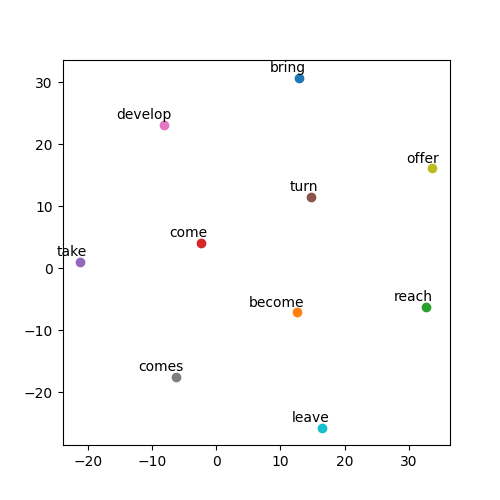 bring
develop
offer
turn
come
take
become
reach
comes
leave
30
20
10
0
−10
−20
−20
−10
0
10
20
30